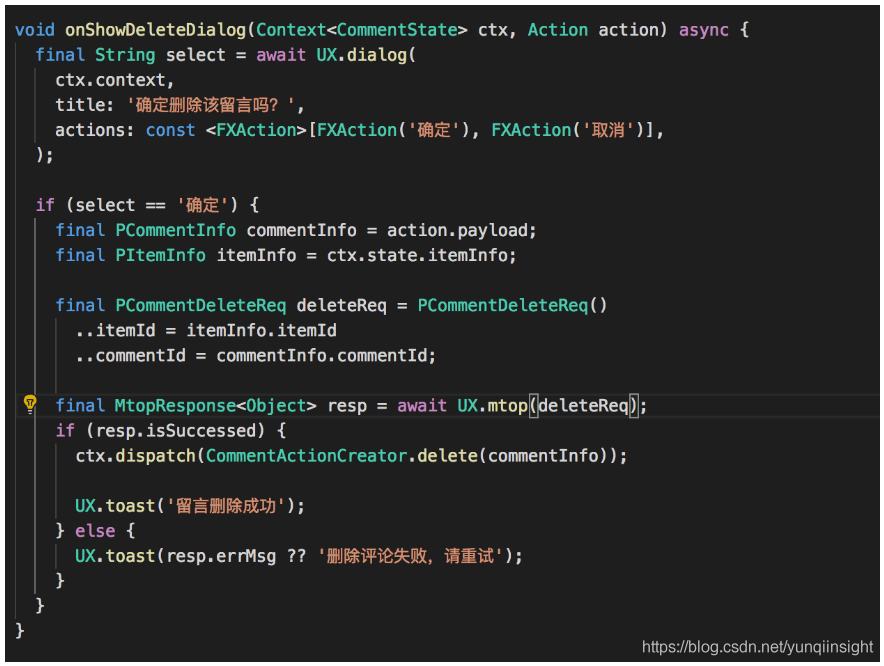 void onShowDeleteDialog(Context<CommentState> ctx, Action action) async {
final String select = await UX.dialog(
ctx.context,
title: '确定删除该留言吗？',
actions: const <FXAction>[FXAction('确定'), FXAction('取消')],
);
if (select == '确定') {
final PCommentInfo commentInfo = action.payload;
final PItemInfo itemInfo = ctx.state.itemInfo;
final PCommentDeleteReq deleteReq = PCommentDeleteReq()
..itemId = itemInfo.itemId
..commentId = commentInfo.commentId;
final MtopResponse<Object> resp = await UX.mtop(deleteReq);
if (resp.isSuccessed) {
ctx.dispatch(CommentActionCreator.delete(commentInfo));
UX.toast('留言删除成功');
} else {
UX.toast(resp.errMsg ?? '删除评论失败，请重试');
}
}
}
https://blog.csdn.net/yunqiinsight